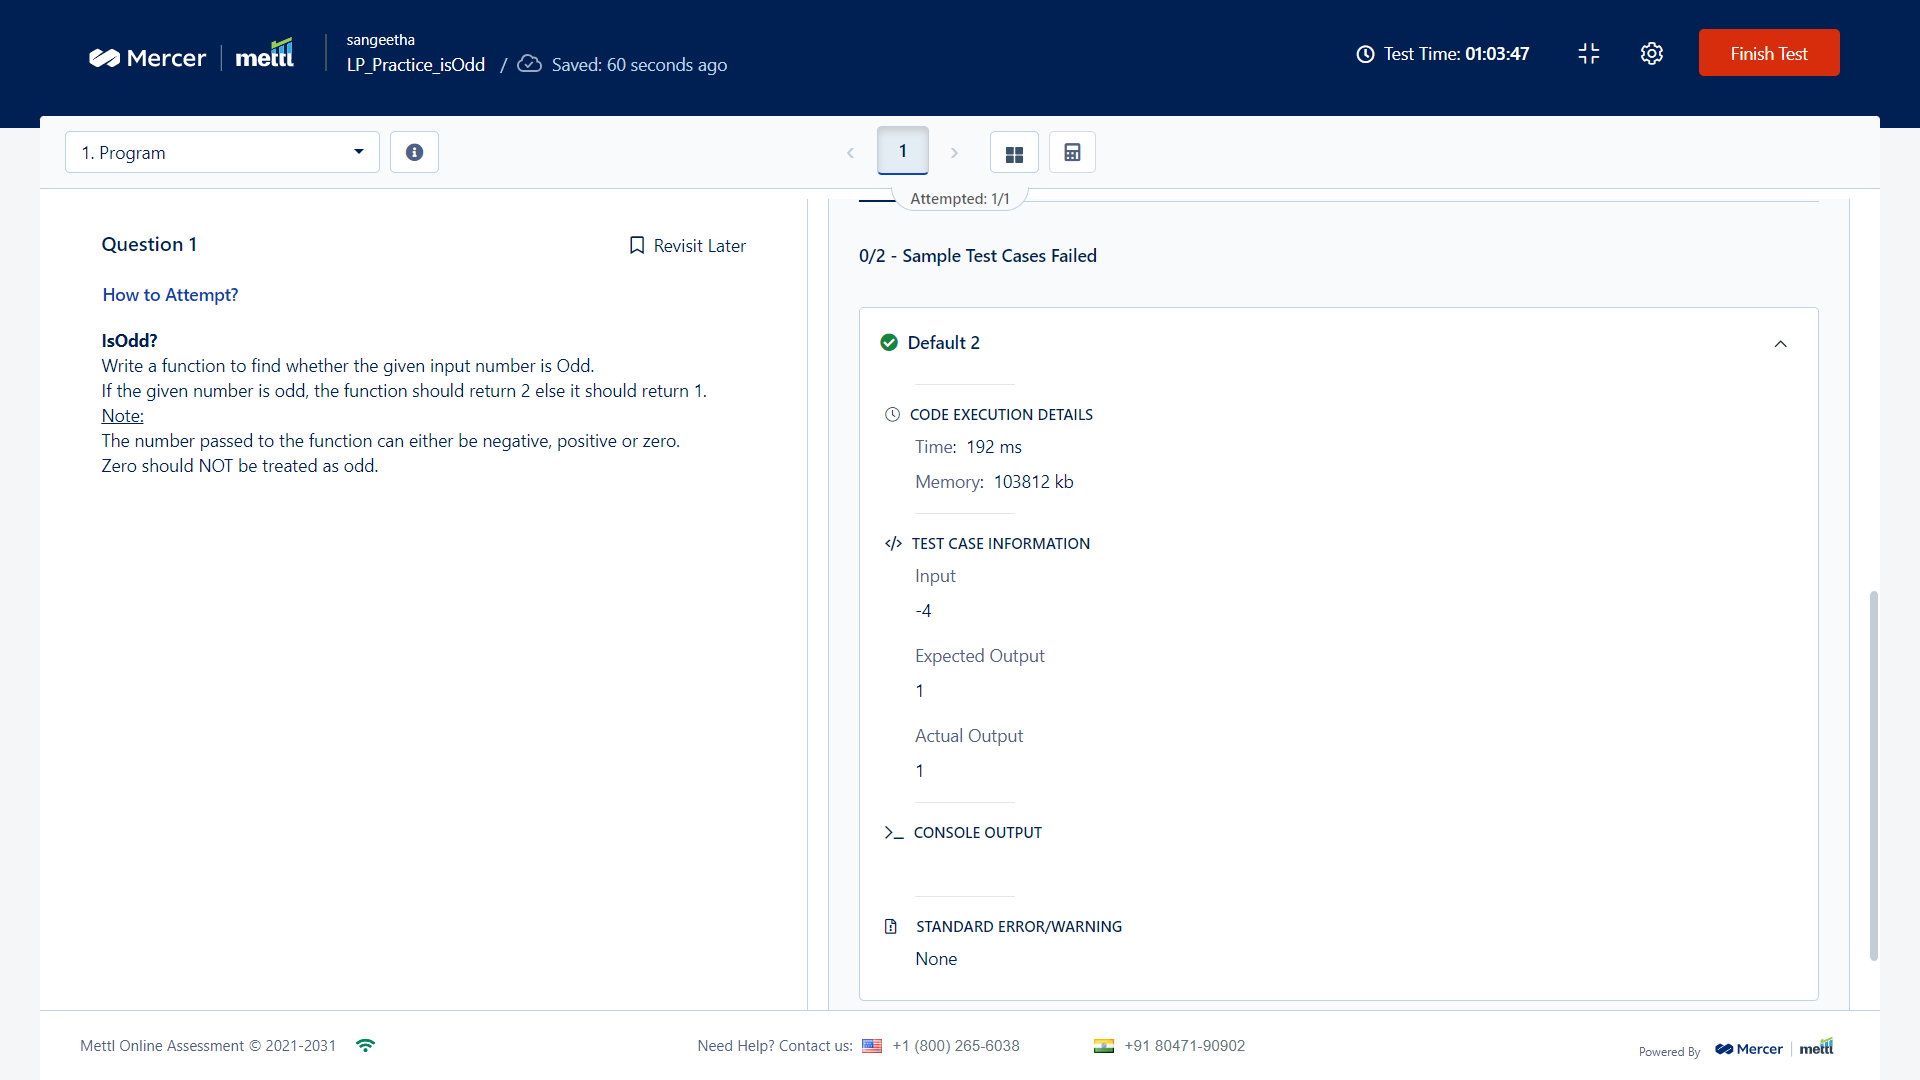 Mercer | mettl
sangeetha
LP_Practice_isOdd / Saved: 60 seconds ago
Test Time: 01:03:47
Finish Test
1. Program
1
Attempted: 1/1
Question 1
Revisit Later
How to Attempt?
IsOdd?
Write a function to find whether the given input number is Odd.
If the given number is odd, the function should return 2 else it should return 1.
Note:
The number passed to the function can either be negative, positive or zero.
Zero should NOT be treated as odd.
0/2 - Sample Test Cases Failed
Default 2
CODE EXECUTION DETAILS
Time: 192 ms
Memory: 103812 kb
</> TEST CASE INFORMATION
Input
-4
Expected Output
1
Actual Output
1
CONSOLE OUTPUT
STANDARD ERROR/WARNING
None
Mettl Online Assessment © 2021-2031
Need Help? Contact us: +1 (800) 265-6038
+91 80471-90902
Powered By Mercer | mettl